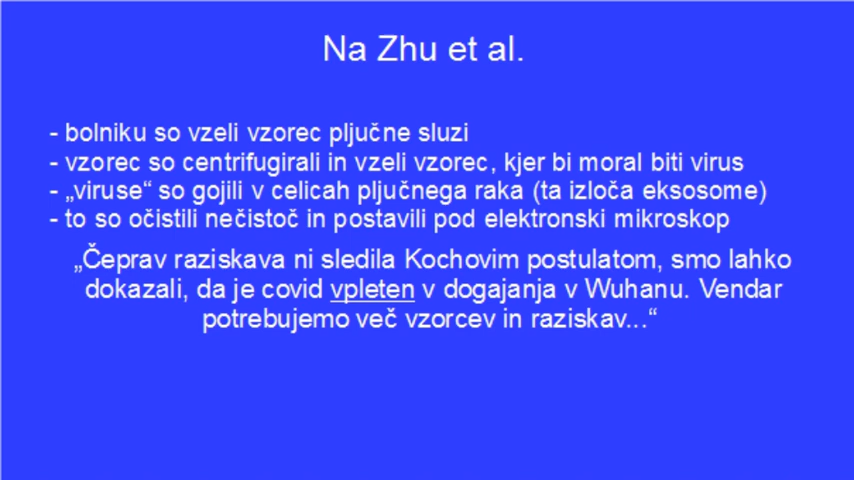 Na Zhu et al.
- bolniku so vzeli vzorec pljučne sluzi
- vzorec so centrifugirali in vzeli vzorec, kjer bi moral biti virus
- „viruse“ so gojili v celicah pljučnega raka (ta izloča eksosome)
- to so očistili nečistoč in postavili pod elektronski mikroskop
„Čeprav raziskava ni sledila Kochovim postulatom, smo lahko
dokazali, da je covid vpleten v dogajanja v Wuhanu. Vendar
potrebujemo več vzorcev in raziskav...“